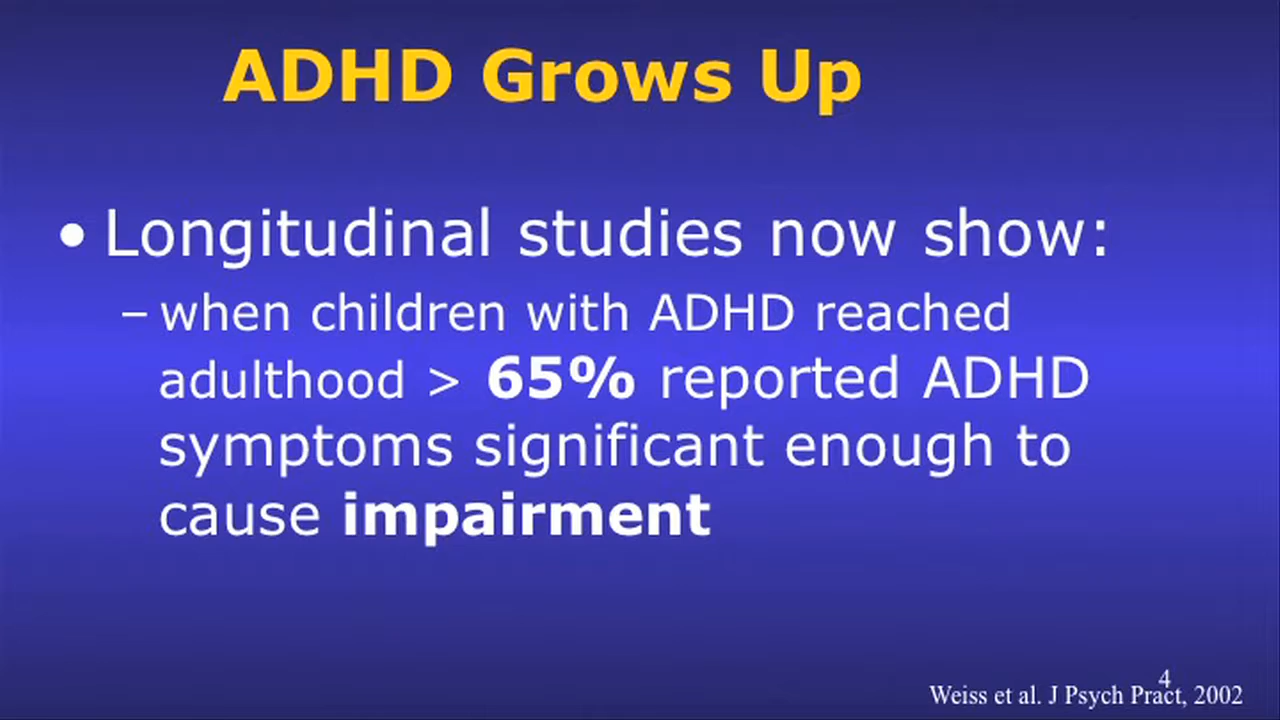 ADHD Grows Up
• Longitudinal studies now show:
– when children with ADHD reached
adulthood > 65% reported ADHD
symptoms significant enough to
cause impairment
4
Weiss et al. J Psych Pract, 2002